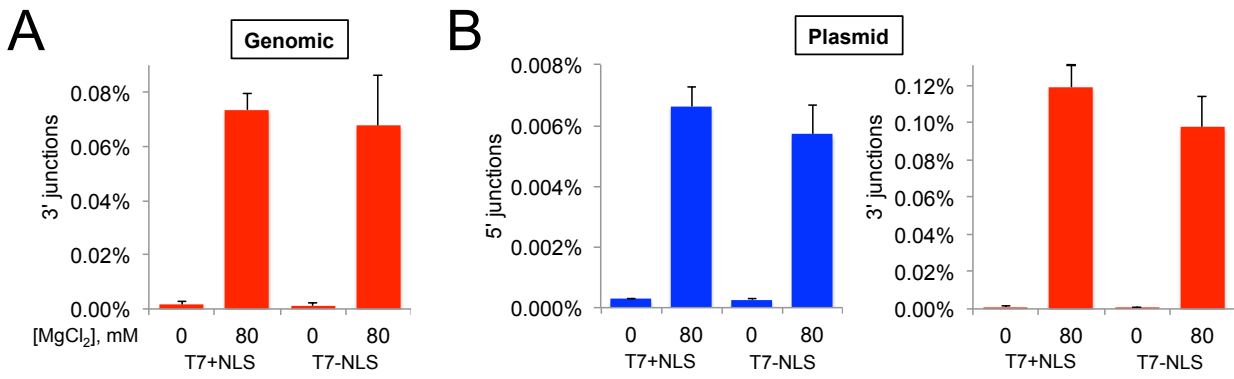 A
Genomic
3' junctions
0.08%
0.06%
0.04%
0.02%
0.00%
[MgCl₂], mM 0 80 0 80
T7+NLS T7-NLS
B
Plasmid
5' junctions
0.008%
0.006%
0.004%
0.002%
0.000%
0 80 0 80
T7+NLS T7-NLS
3' junctions
0.12%
0.10%
0.08%
0.06%
0.04%
0.02%
0.00%
0 80 0 80
T7+NLS T7-NLS